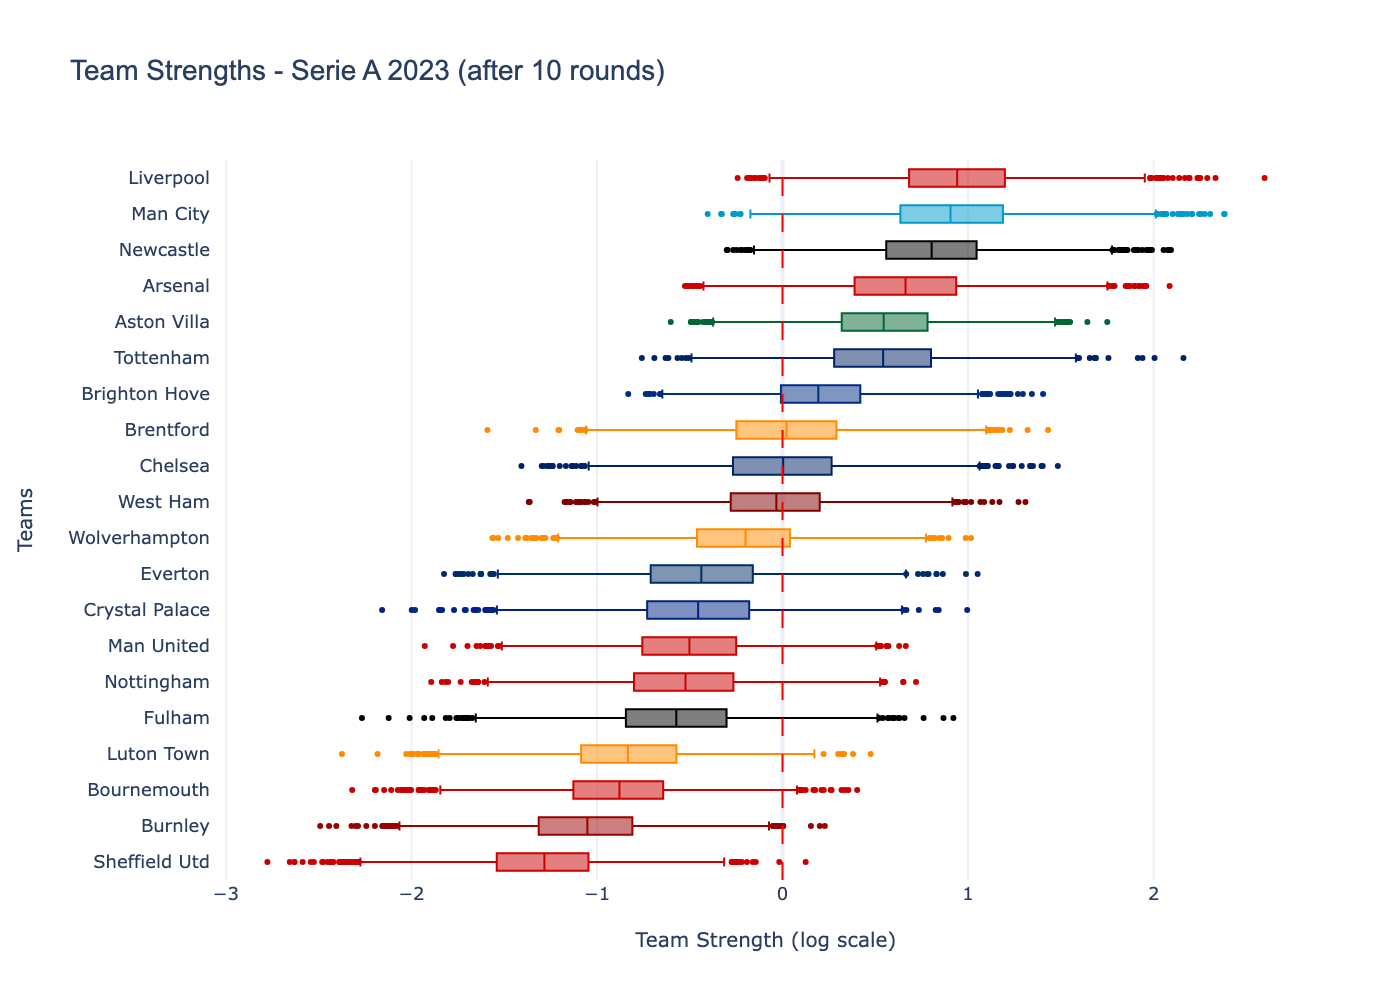 Team Strengths - Serie A 2023 (after 10 rounds)
Liverpool
Man City
Newcastle
Arsenal
Aston Villa
Tottenham
Brighton Hove
Brentford
Chelsea
West Ham
Wolverhampton
Everton
Crystal Palace
Man United
Nottingham
Fulham
Luton Town
Bournemouth
Burnley
Sheffield Utd
Teams
−3 −2 −1 0 1 2
Team Strength (log scale)